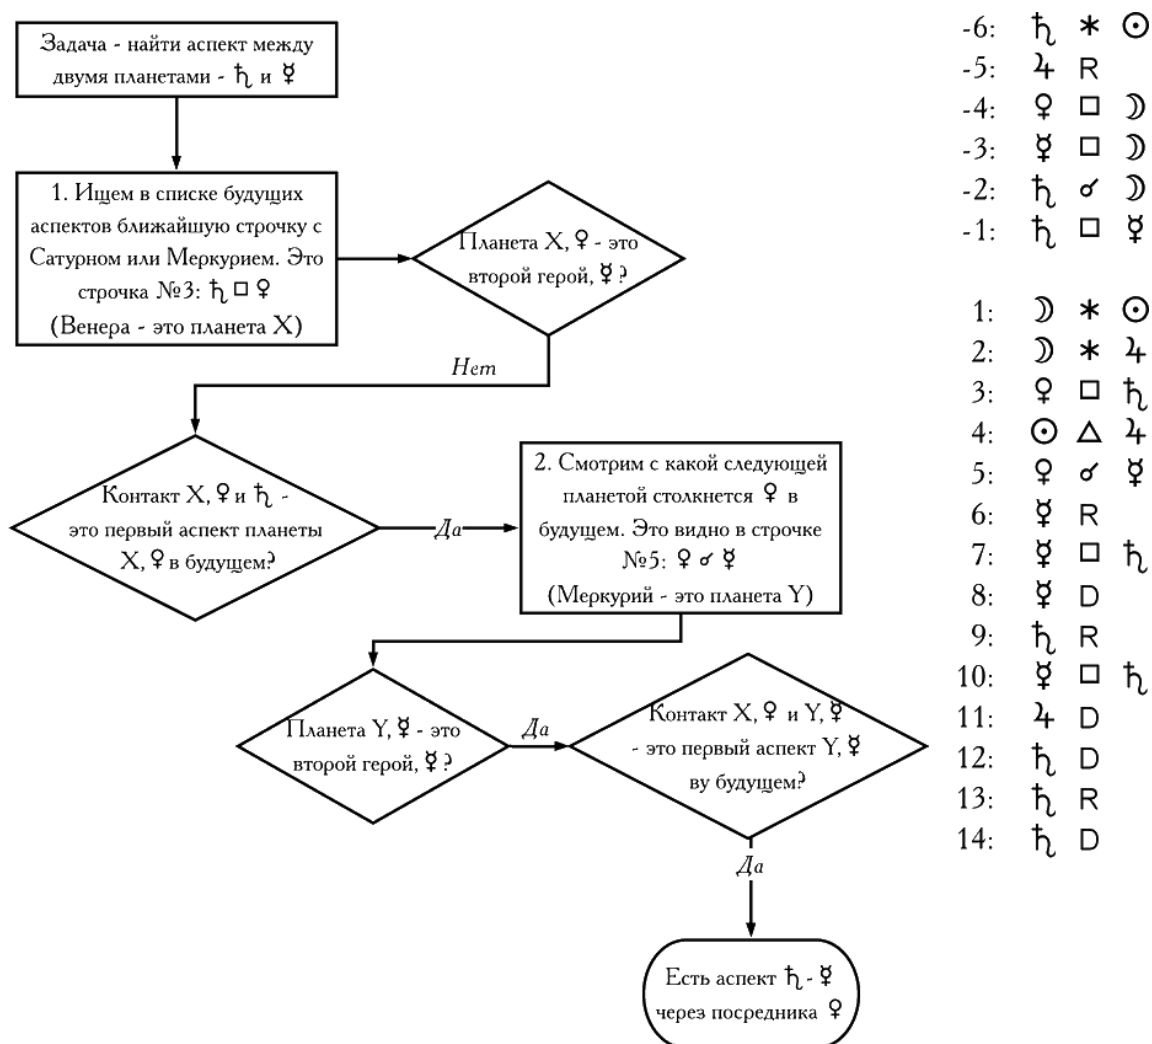 Задача - найти аспект между
двумя планетами - ♄ и ☿
1. Ищем в списке будущих
аспектов ближайшую строчку с
Сатурном или Меркурием. Это
строчка №3: ♄ □ ♀
(Венера - это планета X)
Планета X, ♀ - это
второй герой, ☿ ?
Нет
Контакт X, ♀ и ♄ -
это первый аспект планеты
X, ♀ в будущем?
Да
2. Смотрим с какой следующей
планетой столкнется ♀ в
будущем. Это видно в строчке
№5: ♀ ☌ ☿
(Меркурий - это планета Y)
Планета Y, ☿ - это
второй герой, ☿ ?
Да
Контакт X, ♀ и Y, ☿
- это первый аспект Y, ☿
ву будущем?
Да
Есть аспект ♄ - ☿
через посредника ♀
-6: ♄ ⚹ ☉
-5: ♃ R
-4: ♀ □ ☽
-3: ☿ □ ☽
-2: ♄ ☌ ☽
-1: ♄ □ ☿
1: ☽ ⚹ ☉
2: ☽ ⚹ ♃
3: ♀ □ ♄
4: ☉ △ ♃
5: ♀ ☌ ☿
6: ☿ R
7: ☿ □ ♄
8: ☿ D
9: ♄ R
10: ☿ □ ♄
11: ♃ D
12: ♄ D
13: ♄ R
14: ♄ D